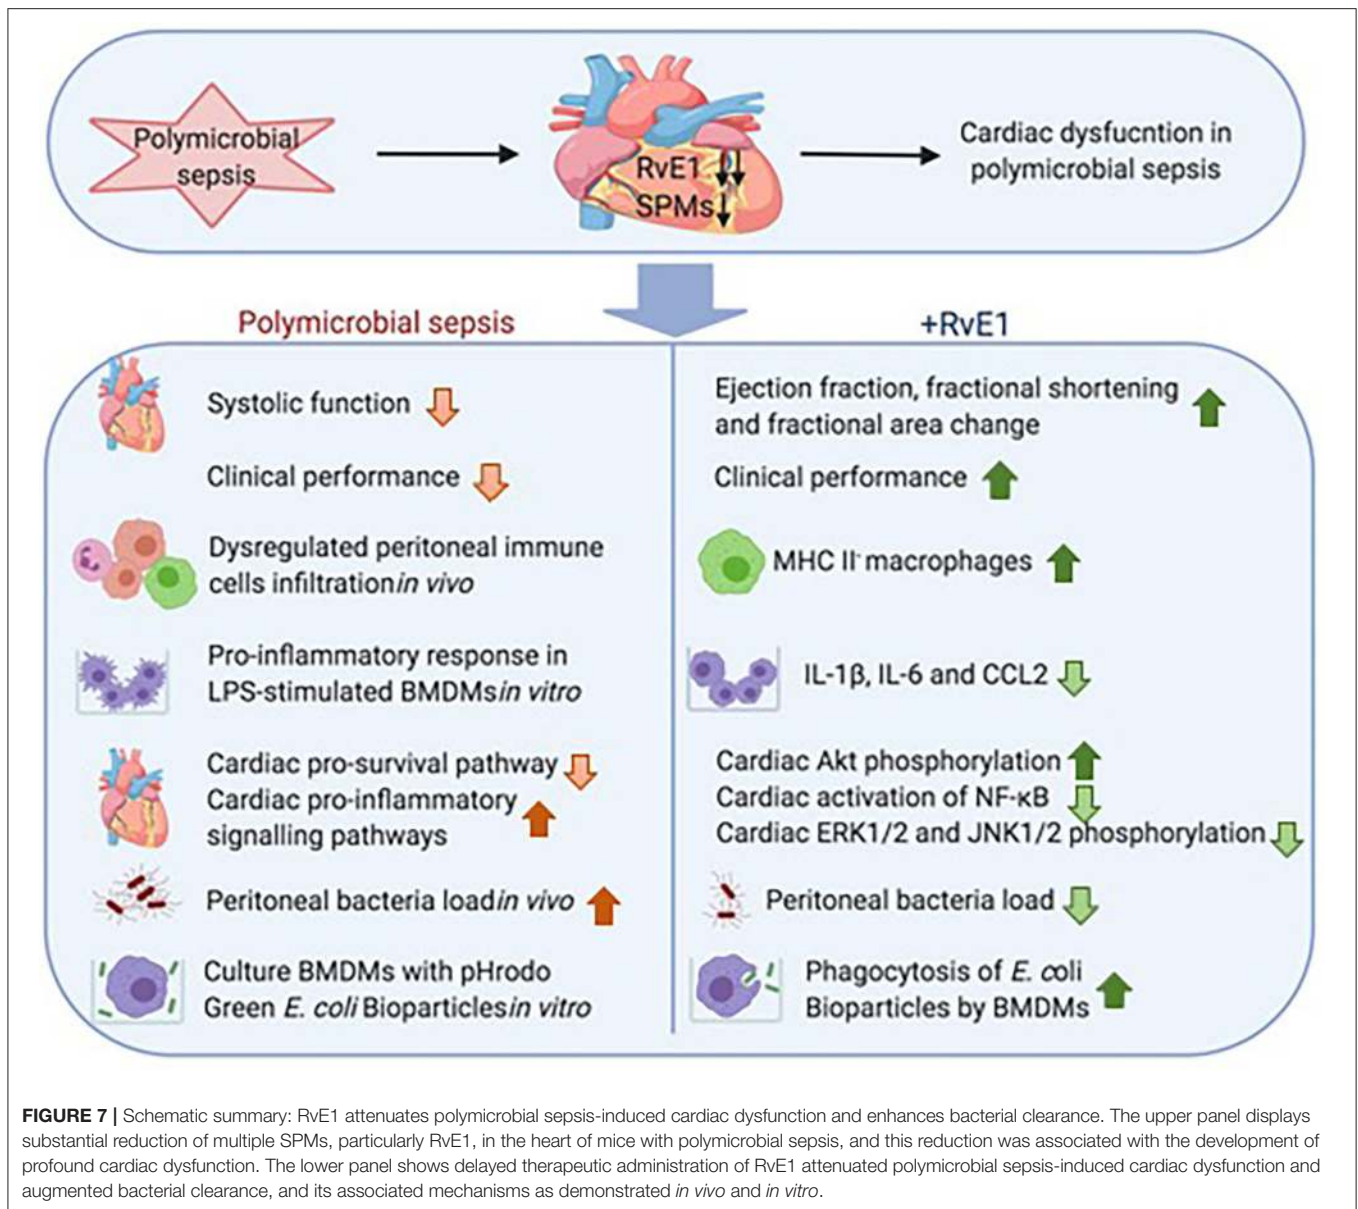 Polymicrobial
sepsis
RvE1
SPMs
Cardiac dysfucntion in
polymicrobial sepsis
Polymicrobial sepsis
+RvE1
Systolic function
Clinical performance
Dysregulated peritoneal immune
cells infiltration in vivo
Pro-inflammatory response in
LPS-stimulated BMDMs in vitro
Cardiac pro-survival pathway
Cardiac pro-inflammatory
signalling pathways
Peritoneal bacteria load in vivo
Culture BMDMs with pHrodo
Green E. coli Bioparticles in vitro
Ejection fraction, fractional shortening
and fractional area change
Clinical performance
MHC II⁻ macrophages
IL-1β, IL-6 and CCL2
Cardiac Akt phosphorylation
Cardiac activation of NF-κB
Cardiac ERK1/2 and JNK1/2 phosphorylation
Peritoneal bacteria load
Phagocytosis of E. coli
Bioparticles by BMDMs
FIGURE 7 | Schematic summary: RvE1 attenuates polymicrobial sepsis-induced cardiac dysfunction and enhances bacterial clearance. The upper panel displays
substantial reduction of multiple SPMs, particularly RvE1, in the heart of mice with polymicrobial sepsis, and this reduction was associated with the development of
profound cardiac dysfunction. The lower panel shows delayed therapeutic administration of RvE1 attenuated polymicrobial sepsis-induced cardiac dysfunction and
augmented bacterial clearance, and its associated mechanisms as demonstrated in vivo and in vitro.